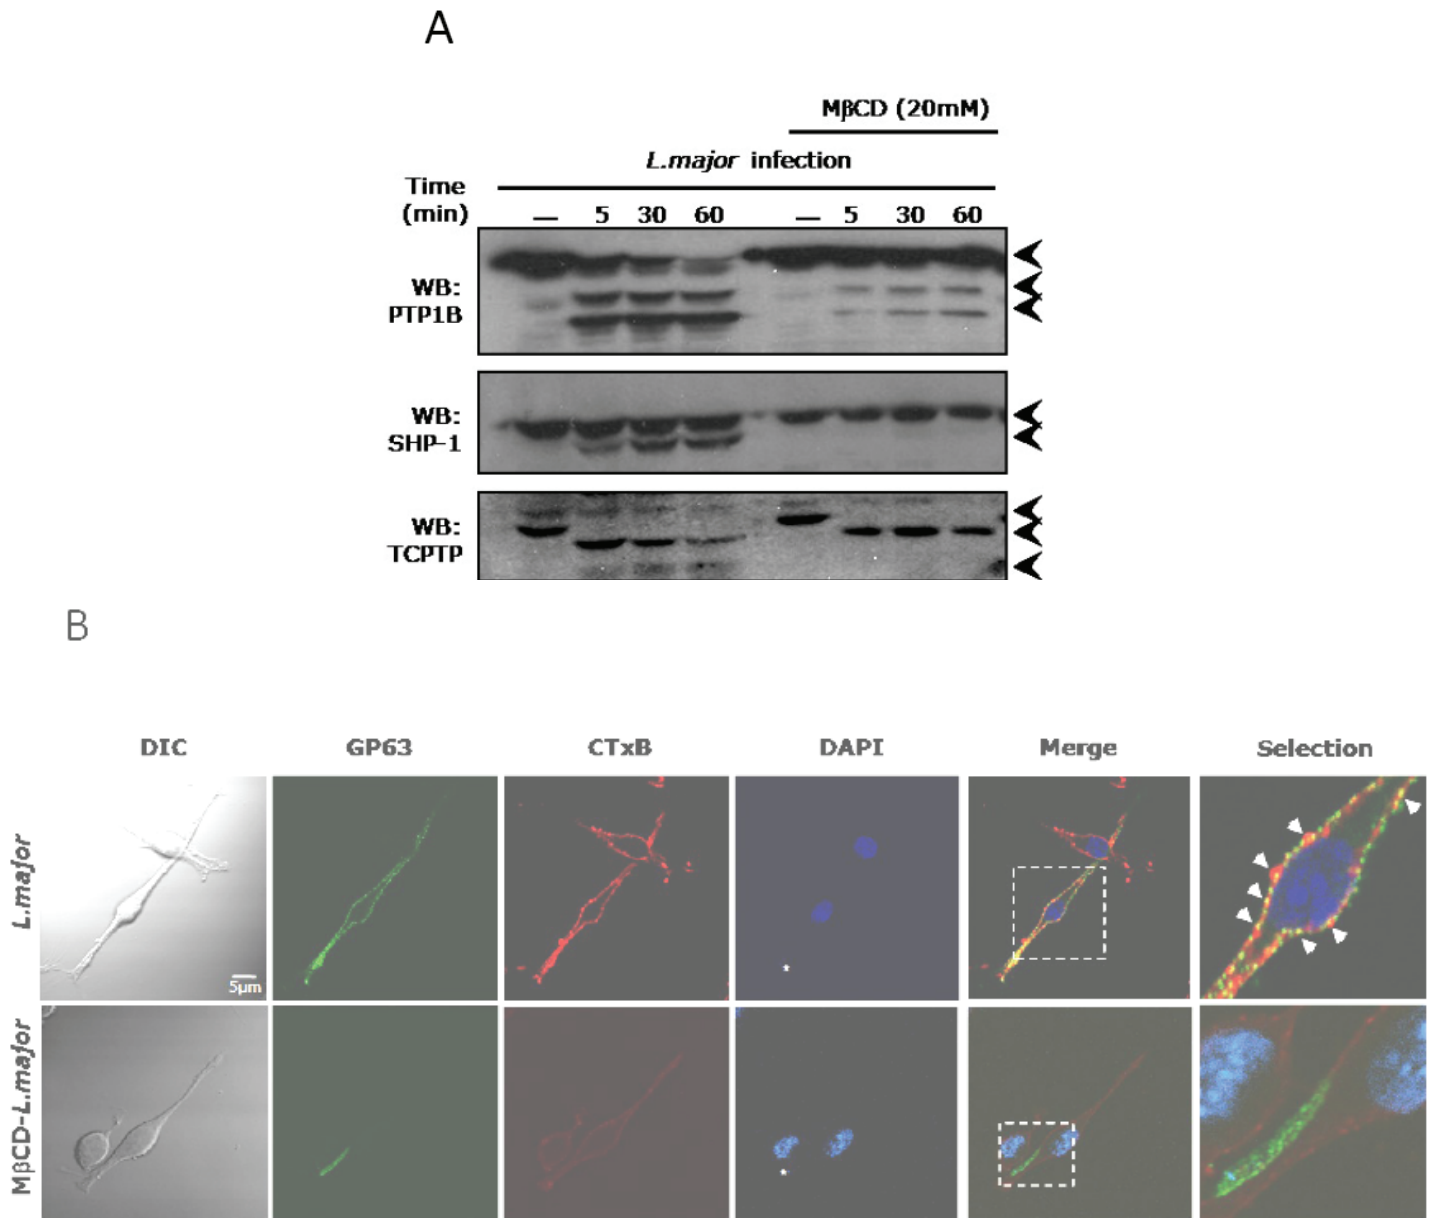 A
MβCD (20mM)
L.major infection
Time
(min)
— 5 30 60 — 5 30 60
WB:
PTP1B
WB:
SHP-1
WB:
TCPTP
B
DIC GP63 CTxB DAPI Merge Selection
L.major
5µm
*
MβCD-L.major
*